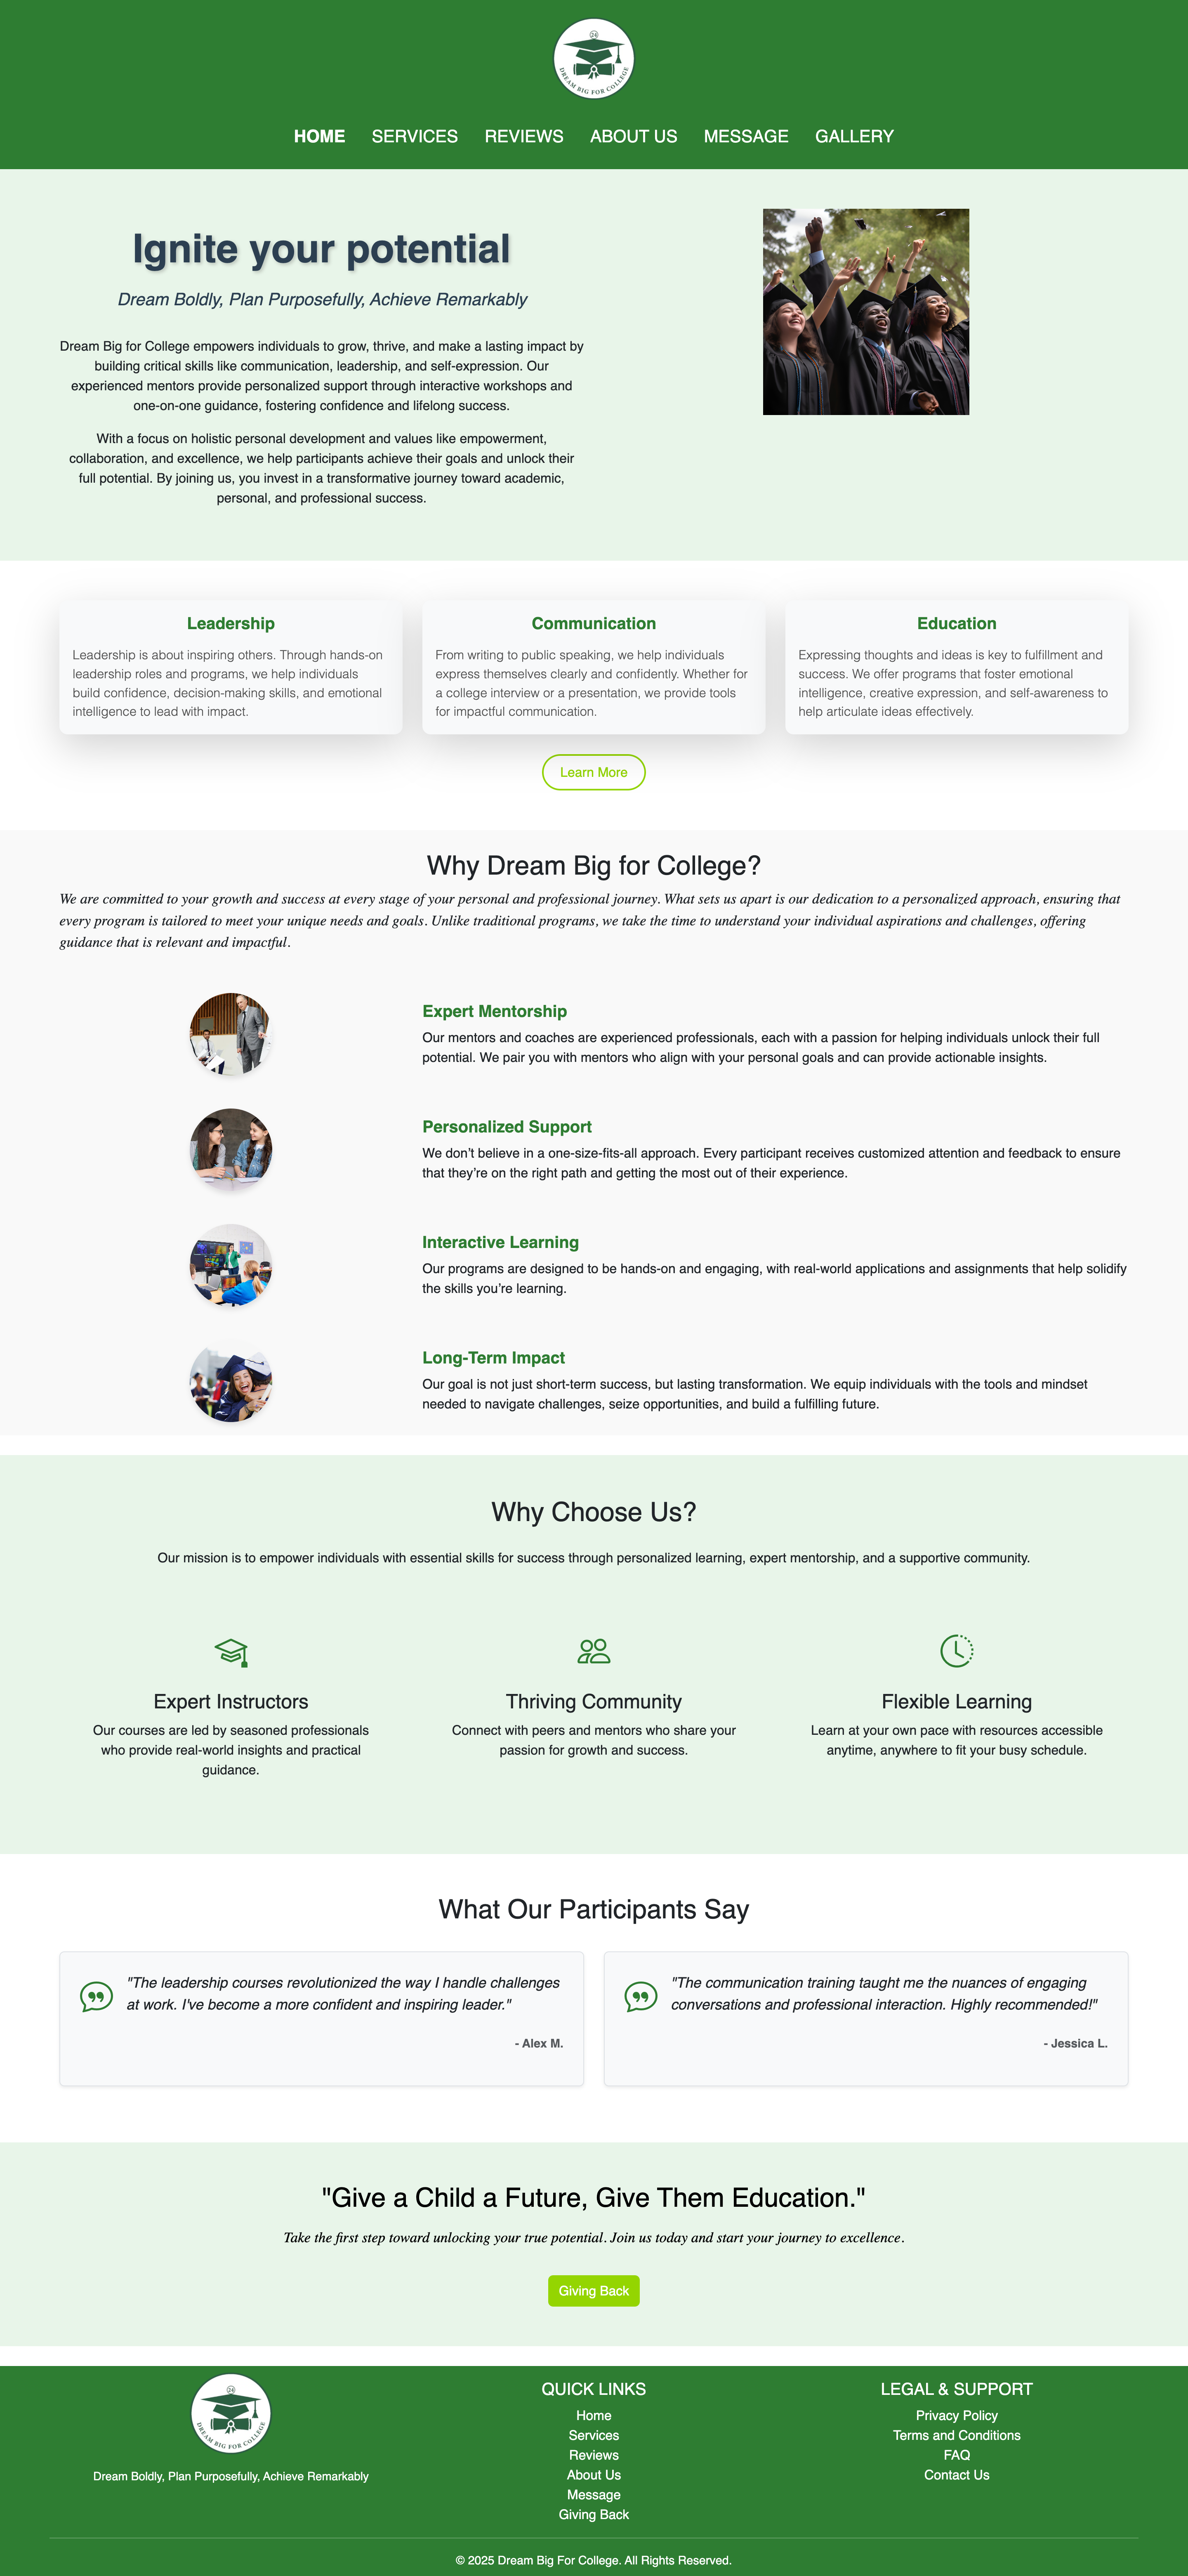 24
DREAM BIG FOR COLLEGE
HOME SERVICES REVIEWS ABOUT US MESSAGE GALLERY
Ignite your potential
Dream Boldly, Plan Purposefully, Achieve Remarkably
Dream Big for College empowers individuals to grow, thrive, and make a lasting impact by
building critical skills like communication, leadership, and self-expression. Our
experienced mentors provide personalized support through interactive workshops and
one-on-one guidance, fostering confidence and lifelong success.
With a focus on holistic personal development and values like empowerment,
collaboration, and excellence, we help participants achieve their goals and unlock their
full potential. By joining us, you invest in a transformative journey toward academic,
personal, and professional success.
Leadership
Leadership is about inspiring others. Through hands-on
leadership roles and programs, we help individuals
build confidence, decision-making skills, and emotional
intelligence to lead with impact.
Communication
From writing to public speaking, we help individuals
express themselves clearly and confidently. Whether for
a college interview or a presentation, we provide tools
for impactful communication.
Education
Expressing thoughts and ideas is key to fulfillment and
success. We offer programs that foster emotional
intelligence, creative expression, and self-awareness to
help articulate ideas effectively.
Learn More
Why Dream Big for College?
We are committed to your growth and success at every stage of your personal and professional journey. What sets us apart is our dedication to a personalized approach, ensuring that
every program is tailored to meet your unique needs and goals. Unlike traditional programs, we take the time to understand your individual aspirations and challenges, offering
guidance that is relevant and impactful.
Expert Mentorship
Our mentors and coaches are experienced professionals, each with a passion for helping individuals unlock their full
potential. We pair you with mentors who align with your personal goals and can provide actionable insights.
Personalized Support
We don’t believe in a one-size-fits-all approach. Every participant receives customized attention and feedback to ensure
that they’re on the right path and getting the most out of their experience.
Interactive Learning
Our programs are designed to be hands-on and engaging, with real-world applications and assignments that help solidify
the skills you’re learning.
Long-Term Impact
Our goal is not just short-term success, but lasting transformation. We equip individuals with the tools and mindset
needed to navigate challenges, seize opportunities, and build a fulfilling future.
Why Choose Us?
Our mission is to empower individuals with essential skills for success through personalized learning, expert mentorship, and a supportive community.
Expert Instructors
Our courses are led by seasoned professionals
who provide real-world insights and practical
guidance.
Thriving Community
Connect with peers and mentors who share your
passion for growth and success.
Flexible Learning
Learn at your own pace with resources accessible
anytime, anywhere to fit your busy schedule.
What Our Participants Say
"The leadership courses revolutionized the way I handle challenges
at work. I've become a more confident and inspiring leader."
- Alex M.
"The communication training taught me the nuances of engaging
conversations and professional interaction. Highly recommended!"
- Jessica L.
"Give a Child a Future, Give Them Education."
Take the first step toward unlocking your true potential. Join us today and start your journey to excellence.
Giving Back
24
DREAM BIG FOR COLLEGE
Dream Boldly, Plan Purposefully, Achieve Remarkably
QUICK LINKS
Home
Services
Reviews
About Us
Message
Giving Back
LEGAL & SUPPORT
Privacy Policy
Terms and Conditions
FAQ
Contact Us
© 2025 Dream Big For College. All Rights Reserved.